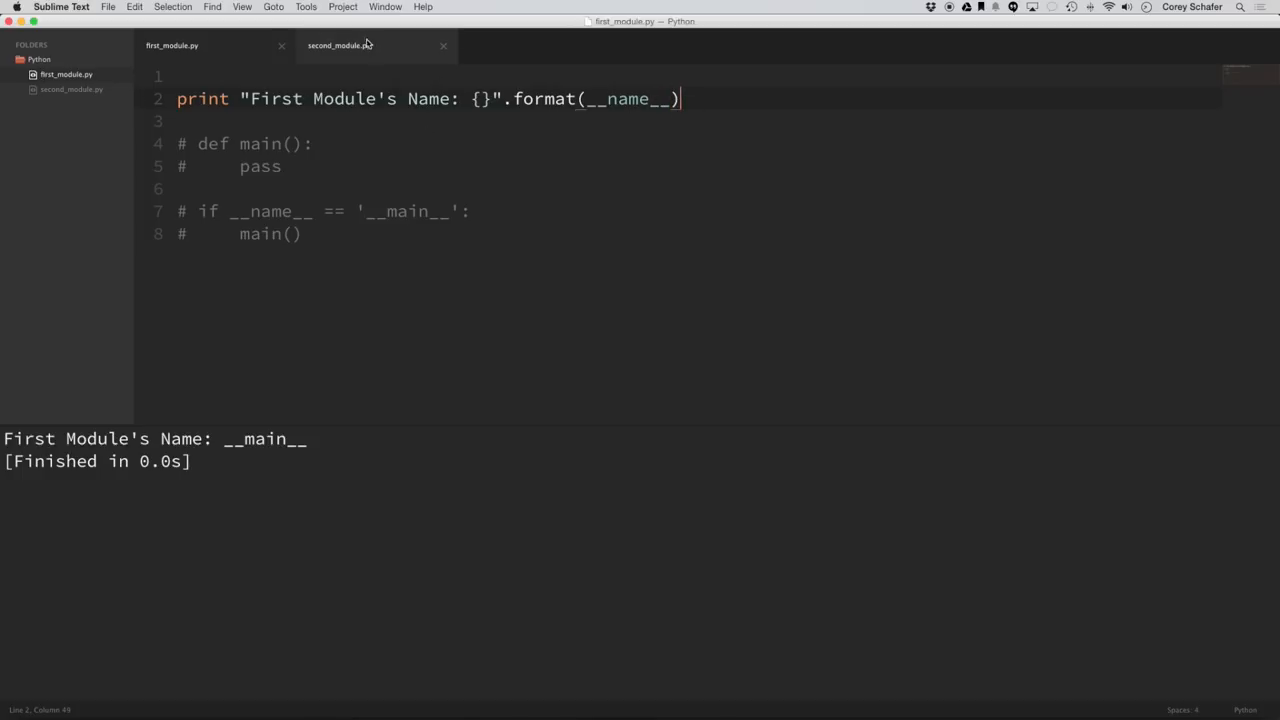 Sublime Text File Edit Selection Find View Goto Tools Project Window Help Corey Schafer
first_module.py — Python
FOLDERS
Python
first_module.py
second_module.py
first_module.py second_module.py
1
2 print "First Module's Name: {}".format(__name__)
3
4 # def main():
5 #     pass
6
7 # if __name__ == '__main__':
8 #     main()
First Module's Name: __main__
[Finished in 0.0s]
Line 2, Column 49 Spaces: 4 Python